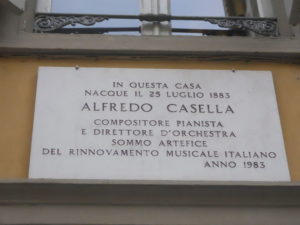 IN QUESTA CASA
NACQUE IL 25 LUGLIO 1883
ALFREDO CASELLA
COMPOSITORE PIANISTA
E DIRETTORE D'ORCHESTRA
SOMMO ARTEFICE
DEL RINNOVAMENTO MUSICALE ITALIANO
ANNO 1983